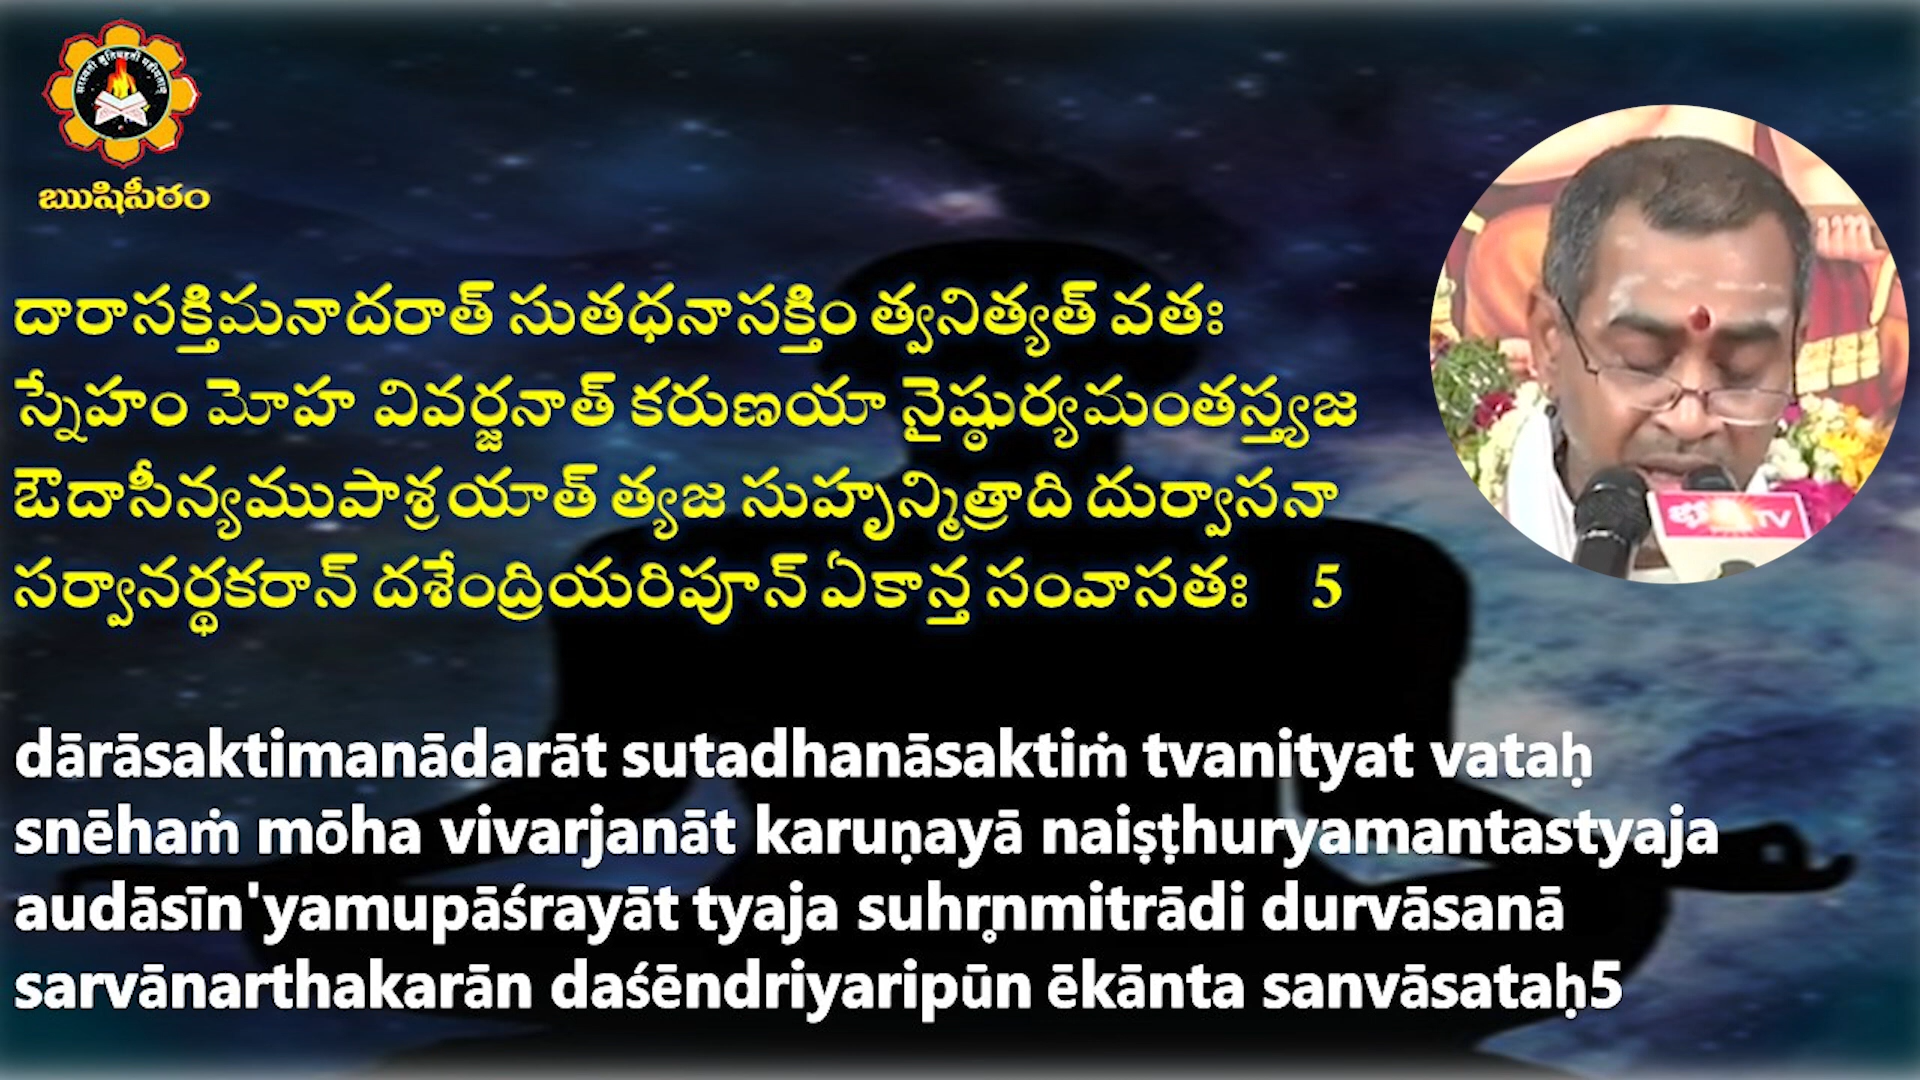 ఋషిపీఠం
దారాసక్తిమనాదరాత్ సుతధనాసక్తిం త్వనిత్యత్ వతః
స్నేహం మోహ వివర్జనాత్ కరుణయా నైష్ఠుర్యమంతస్త్యజ
ఔదాసీన్యముపాశ్రయాత్ త్యజ సుహృన్మిత్రాది దుర్వాసనా
సర్వానర్థకరాన్ దశేంద్రియరిపూన్ ఏకాన్త సంవాసతః 5
TV
dārāsaktimanādarāt sutadhanāsaktiṁ tvanityat vataḥ
snēhaṁ mōha vivarjanāt karuṇayā naiṣṭhuryamantastyaja
audāsīn'yamupāśrayāt tyaja suhr̥nmitrādi durvāsanā
sarvānarthakarān daśēndriyaripūn ēkānta sanvāsataḥ5